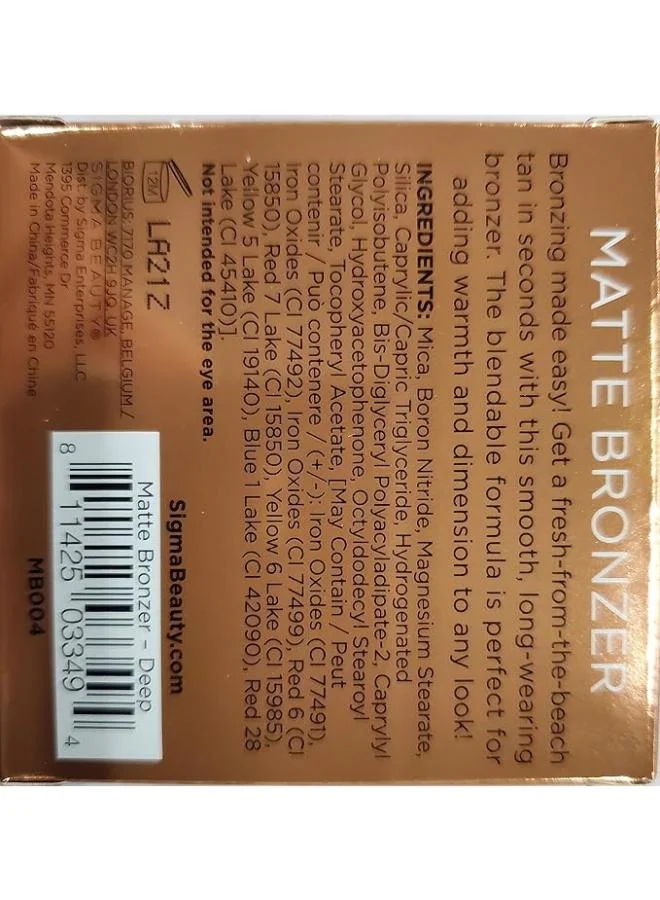 MATTE BRONZER
Bronzing made easy! Get a fresh-from-the-beach
tan in seconds with this smooth, long-wearing
bronzer. The blendable formula is perfect for
adding warmth and dimension to any look!
INGREDIENTS: Mica, Boron Nitride, Magnesium Stearate,
Silica, Caprylic/Capric Triglyceride, Hydrogenated
Polyisobutene, Bis-Diglyceryl Polyacyladipate-2, Caprylyl
Glycol, Hydroxyacetophenone, Octyldodecyl Stearoyl
Stearate, Tocopheryl Acetate, [May Contain / Peut
contenir / Può contenere / (+/-): Iron Oxides (CI 77491),
Iron Oxides (CI 77492), Iron Oxides (CI 77499), Red 6 (CI
15850), Red 7 Lake (CI 15850), Yellow 6 Lake (CI 15985),
Yellow 5 Lake (CI 19140), Blue 1 Lake (CI 42090), Red 28
Lake (CI 45410)].
Not intended for the eye area.
12M
LA21Z
BIORIUS, 7170 MANAGE, BELGIUM /
LONDON, WC2H 9JQ, UK
SIGMA BEAUTY®
Dist. by Sigma Enterprises, LLC
1395 Commerce Dr
Mendota Heights, MN 55120
Made in China/Fabriqué en Chine
SigmaBeauty.com
Matte Bronzer – Deep
8 11425 03349 4
MB004